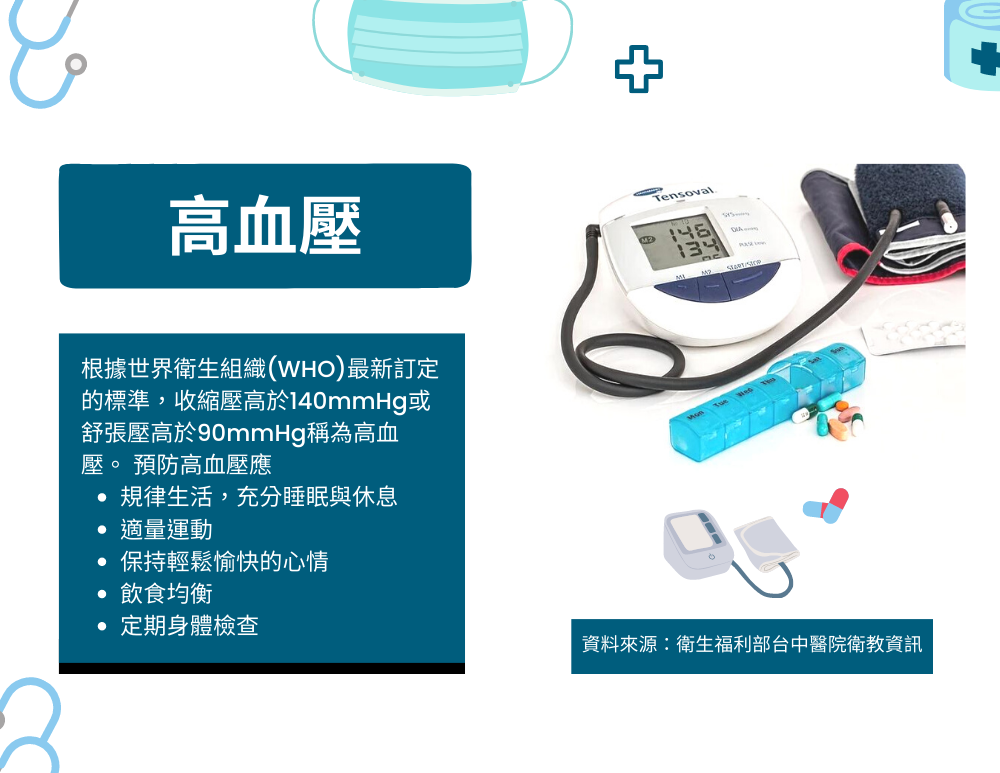 高血壓
根據世界衛生組織(WHO)最新訂定
的標準，收縮壓高於140mmHg或
舒張壓高於90mmHg稱為高血
壓。 預防高血壓應
• 規律生活，充分睡眠與休息
• 適量運動
• 保持輕鬆愉快的心情
• 飲食均衡
• 定期身體檢查
Tensoval
SYS mmHg
DIA mmHg
PULSE /min
M2
146
134
M1 M2 START/STOP
Mon Tue Wed Thu Sat Sun
資料來源：衛生福利部台中醫院衛教資訊